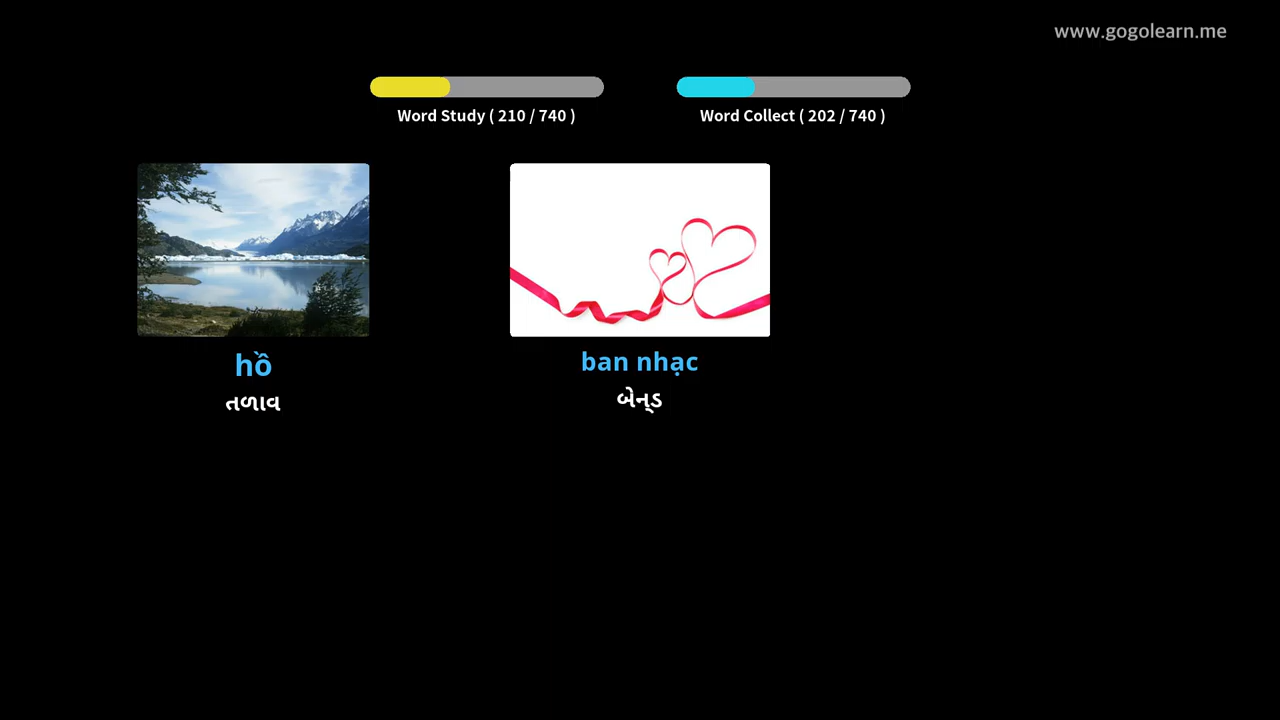 www.gogolearn.me
Word Study ( 210 / 740 )
Word Collect ( 202 / 740 )
hồ
તળાવ
ban nhạc
બેન્ડ